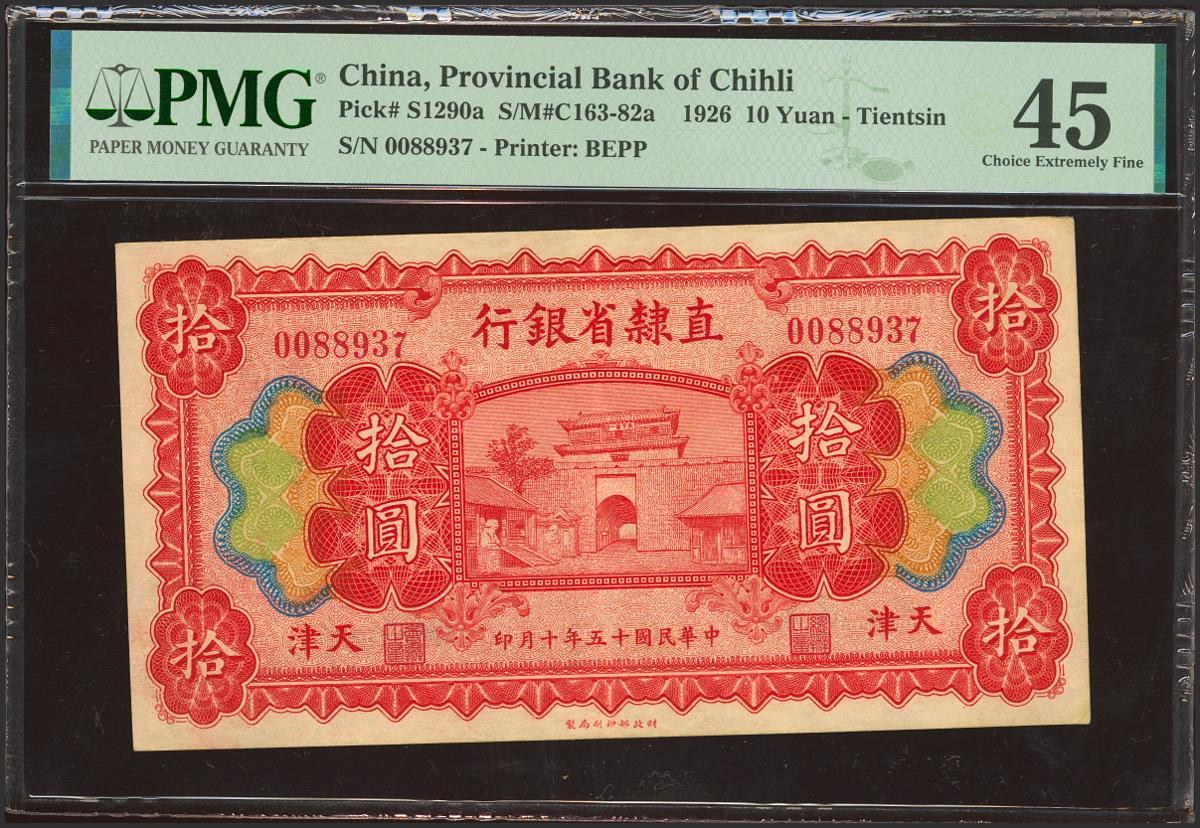 PMG®
PAPER MONEY GUARANTY
China, Provincial Bank of Chihli
Pick# S1290a S/M#C163-82a 1926 10 Yuan - Tientsin
S/N 0088937 - Printer: BEPP
45
Choice Extremely Fine
拾
拾
行銀省隸直
0088937
0088937
拾圓
拾圓
津天
津天
印月十年五十國民華中
拾
拾
製局刷印部政財